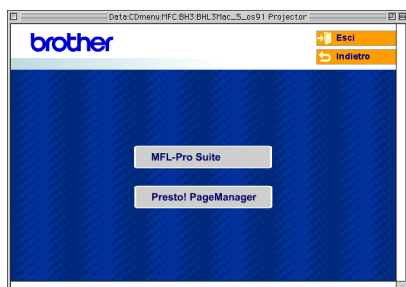 Data:CDmenu:MFC:BH3:BHL3Mac_5_os91 Projector
brother
Esci
Indietro
MFL-Pro Suite
Presto! PageManager